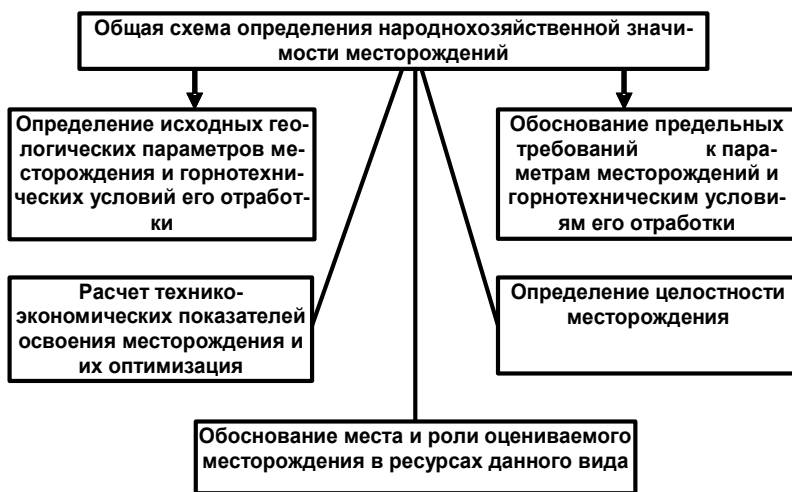 Общая схема определения народнохозяйственной значи-
мости месторождений
Определение исходных гео-
логических параметров ме-
сторождения и горнотехни-
ческих условий его отработ-
ки
Обоснование предельных
требований к пара-
метрам месторождений и
горнотехническим услови-
ям его отработки
Расчет технико-
экономических показателей
освоения месторождения и
их оптимизация
Определение целостности
месторождения
Обоснование места и роли оцениваемого
месторождения в ресурсах данного вида